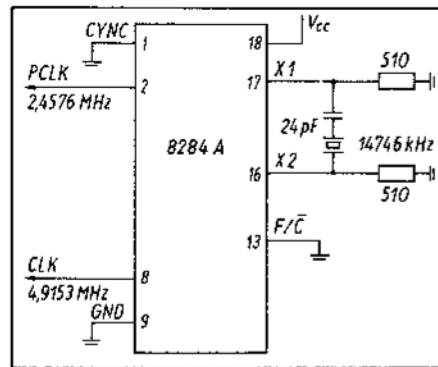 CYNC
1
18
Vcc
PCLK
2
17
X1
510
2,4576 MHz
24pF
14746 kHz
8284 A
16
X2
510
13
F/C̅
CLK
8
4,9153 MHz
GND
9